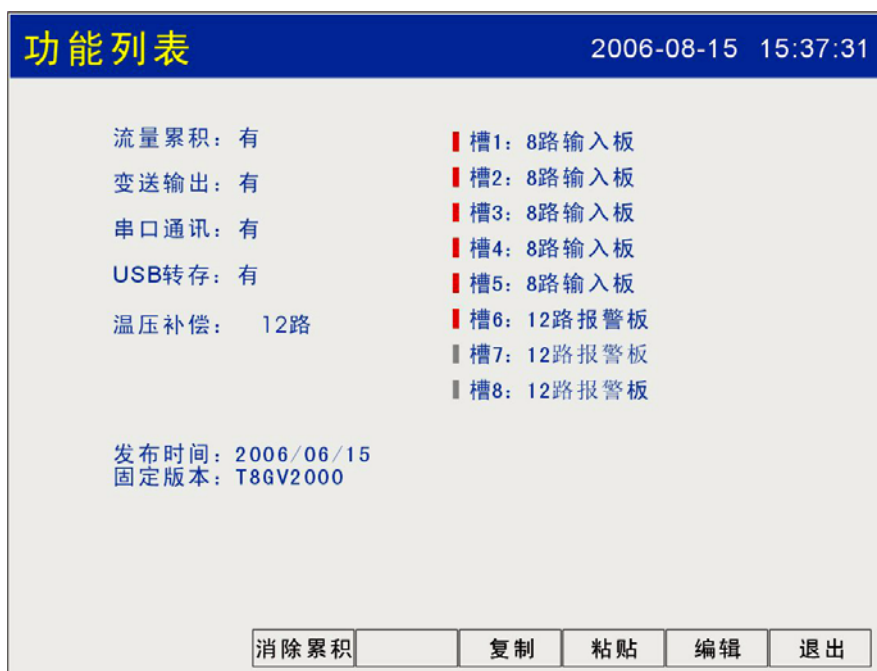 功能列表 2006-08-15 15:37:31
流量累积：有
变送输出：有
串口通讯：有
USB转存：有
温压补偿： 12路
槽1：8路输入板
槽2：8路输入板
槽3：8路输入板
槽4：8路输入板
槽5：8路输入板
槽6：12路报警板
槽7：12路报警板
槽8：12路报警板
发布时间：2006/06/15
固定版本：T8GV2000
消除累积 复制 粘贴 编辑 退出